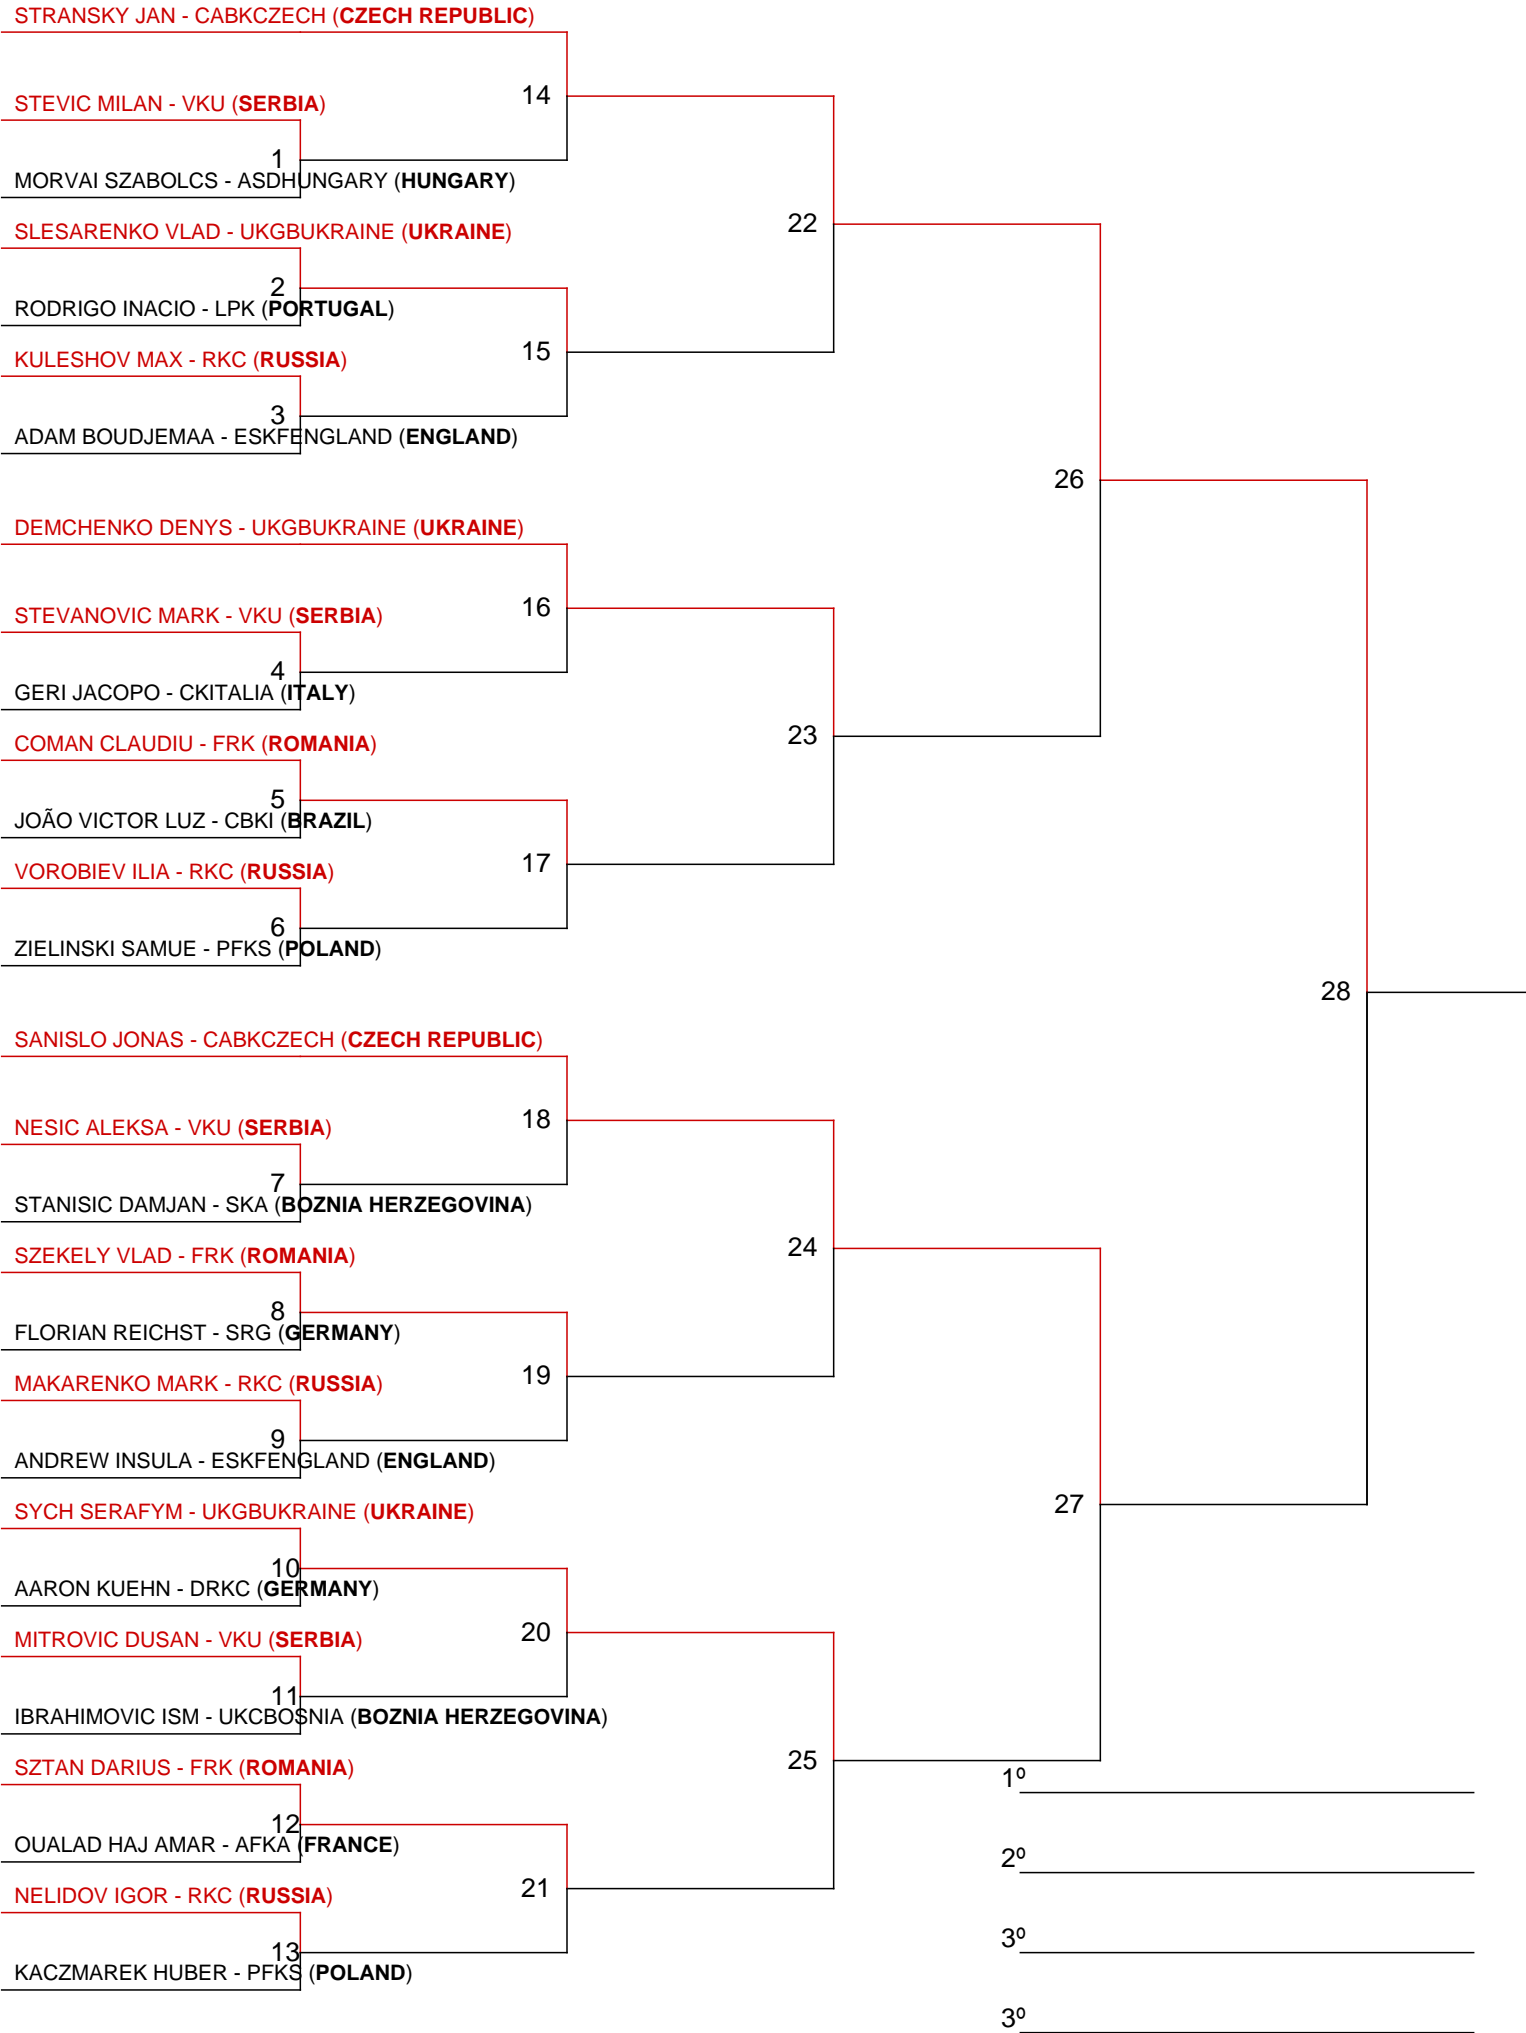 STRANSKY JAN - CABKCZECH (CZECH REPUBLIC)
14
STEVIC MILAN - VKU (SERBIA)
1
MORVAI SZABOLCS - ASDHUNGARY (HUNGARY)
22
SLESARENKO VLAD - UKGBUKRAINE (UKRAINE)
2
RODRIGO INACIO - LPK (PORTUGAL)
15
KULESHOV MAX - RKC (RUSSIA)
3
ADAM BOUDJEMAA - ESKFENGLAND (ENGLAND)
26
DEMCHENKO DENYS - UKGBUKRAINE (UKRAINE)
16
STEVANOVIC MARK - VKU (SERBIA)
4
GERI JACOPO - CKITALIA (ITALY)
23
COMAN CLAUDIU - FRK (ROMANIA)
5
JOÃO VICTOR LUZ - CBKI (BRAZIL)
17
VOROBIEV ILIA - RKC (RUSSIA)
6
ZIELINSKI SAMUE - PFKS (POLAND)
28
SANISLO JONAS - CABKCZECH (CZECH REPUBLIC)
18
NESIC ALEKSA - VKU (SERBIA)
7
STANISIC DAMJAN - SKA (BOZNIA HERZEGOVINA)
24
SZEKELY VLAD - FRK (ROMANIA)
8
FLORIAN REICHST - SRG (GERMANY)
19
MAKARENKO MARK - RKC (RUSSIA)
9
ANDREW INSULA - ESKFENGLAND (ENGLAND)
27
SYCH SERAFYM - UKGBUKRAINE (UKRAINE)
10
AARON KUEHN - DRKC (GERMANY)
20
MITROVIC DUSAN - VKU (SERBIA)
11
IBRAHIMOVIC ISM - UKCBOSNIA (BOZNIA HERZEGOVINA)
25
SZTAN DARIUS - FRK (ROMANIA)
12
OUALAD HAJ AMAR - AFKA (FRANCE)
21
NELIDOV IGOR - RKC (RUSSIA)
13
KACZMAREK HUBER - PFKS (POLAND)
1º
2º
3º
3º